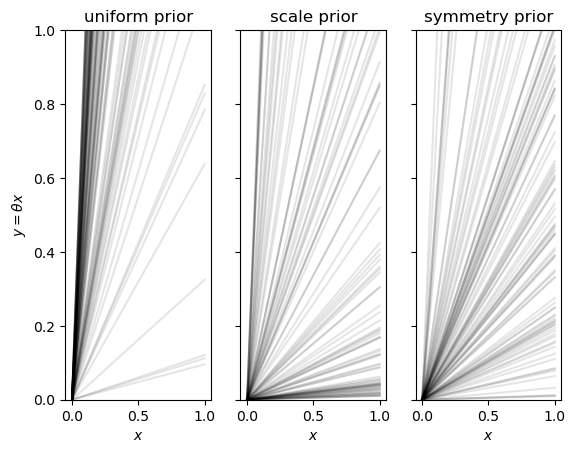 uniform prior
scale prior
symmetry prior
1.0
0.8
0.6
0.4
0.2
0.0
y = θx
0.0 0.5 1.0
0.0 0.5 1.0
0.0 0.5 1.0
x
x
x